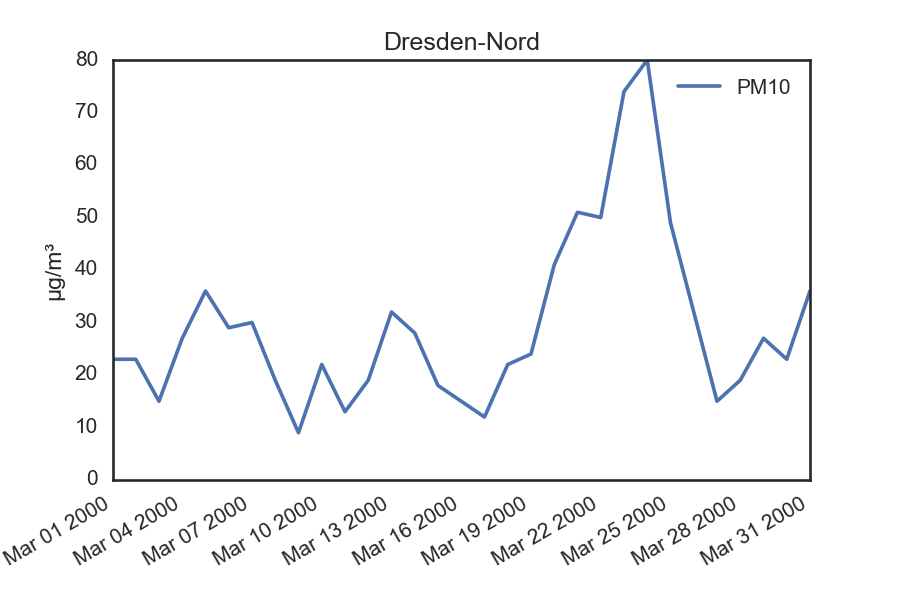 Dresden-Nord
80
70
60
50
40
30
20
10
0
µg/m³
PM10
Mar 01 2000
Mar 04 2000
Mar 07 2000
Mar 10 2000
Mar 13 2000
Mar 16 2000
Mar 19 2000
Mar 22 2000
Mar 25 2000
Mar 28 2000
Mar 31 2000